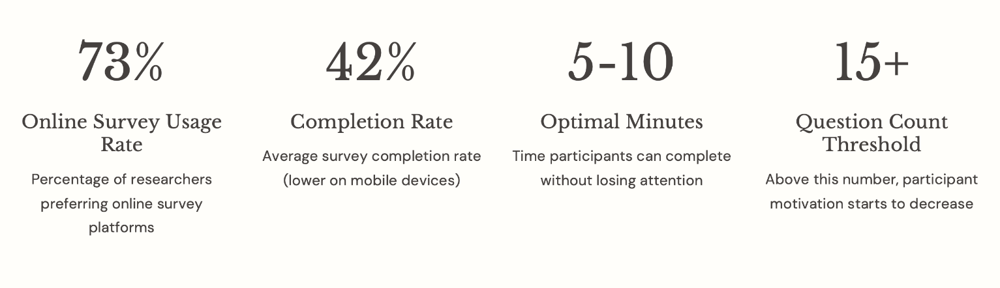 73%
Online Survey Usage
Rate
Percentage of researchers
preferring online survey
platforms
42%
Completion Rate
Average survey completion rate
(lower on mobile devices)
5-10
Optimal Minutes
Time participants can complete
without losing attention
15+
Question Count
Threshold
Above this number, participant
motivation starts to decrease